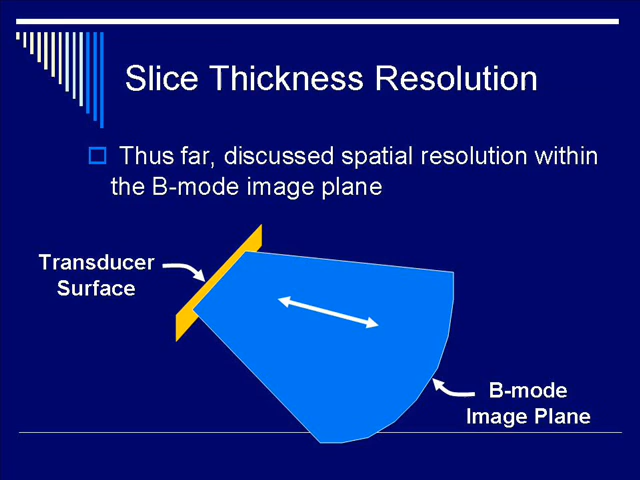 Slice Thickness Resolution
Thus far, discussed spatial resolution within
the B-mode image plane
Transducer
Surface
B-mode
Image Plane